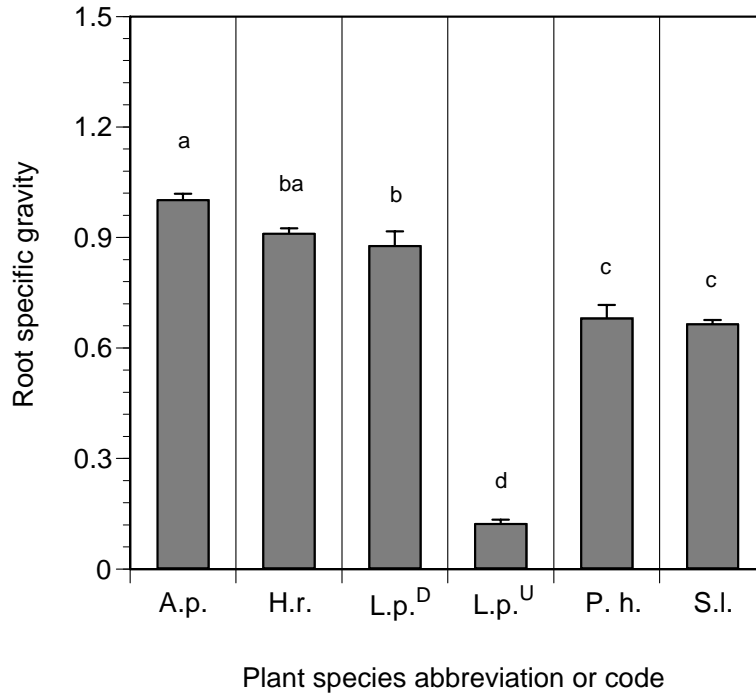 1.5
1.2
0.9
0.6
0.3
0
Root specific gravity
a
ba
b
d
c
c
A.p.
H.r.
L.p.D
L.p.U
P. h.
S.l.
Plant species abbreviation or code